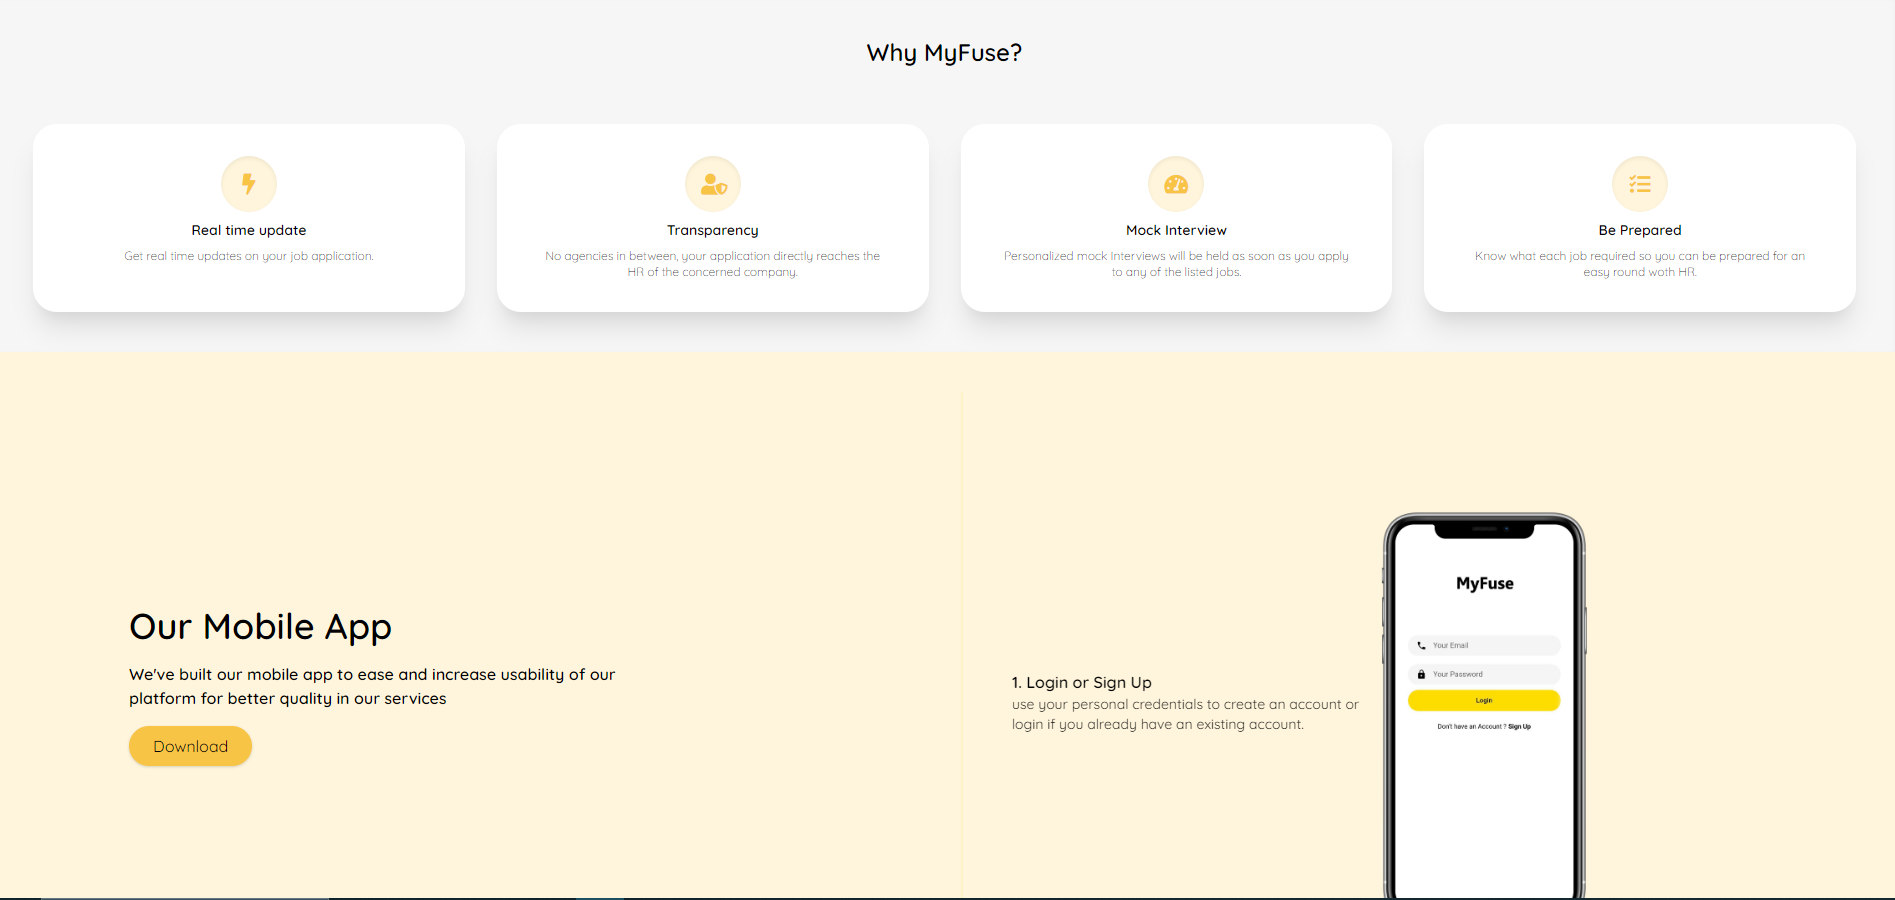 Why MyFuse?
Real time update
Get real time updates on your job application.
Transparency
No agencies in between, your application directly reaches the
HR of the concerned company.
Mock Interview
Personalized mock Interviews will be held as soon as you apply
to any of the listed jobs.
Be Prepared
Know what each job required so you can be prepared for an
easy round woth HR.
Our Mobile App
We've built our mobile app to ease and increase usability of our
platform for better quality in our services
Download
1. Login or Sign Up
use your personal credentials to create an account or
login if you already have an existing account.
MyFuse
Your Email
Your Password
Login
Don't have an Account ? Sign Up